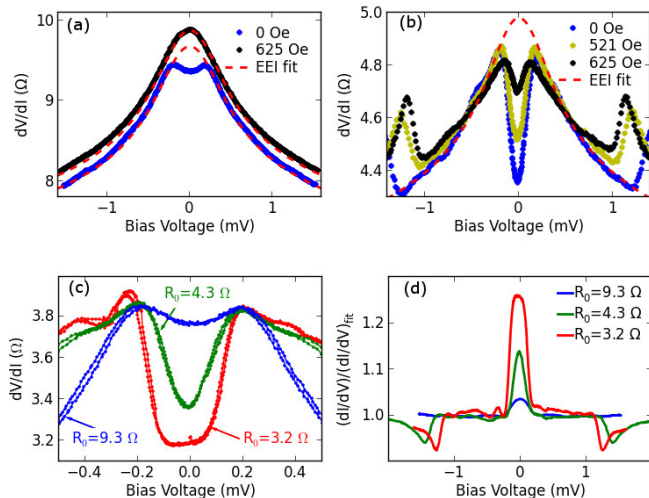 (a)
0 Oe
625 Oe
EEI fit
dV/dI (Ω)
10
9
8
−1 0 1
Bias Voltage (mV)
(b)
0 Oe
521 Oe
625 Oe
EEI fit
dV/dI (Ω)
5.0
4.8
4.6
4.4
−1 0 1
Bias Voltage (mV)
(c)
R0=4.3 Ω
R0=9.3 Ω
R0=3.2 Ω
dV/dI (Ω)
3.8
3.6
3.4
3.2
−0.4 −0.2 0.0 0.2 0.4
Bias Voltage (mV)
(d)
R0=9.3 Ω
R0=4.3 Ω
R0=3.2 Ω
(dI/dV)/(dI/dV)fit
1.2
1.1
1.0
−1 0 1
Bias Voltage (mV)